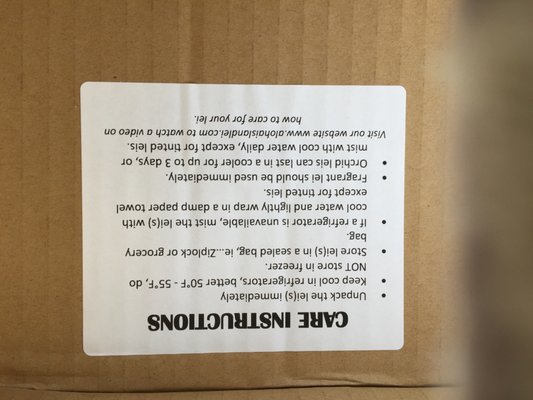 CARE INSTRUCTIONS
• Unpack the lei(s) immediately
• Keep cool in refrigerators, better 50°F - 55°F, do
NOT store in freezer.
• Store lei(s) in a sealed bag, ie...Ziplock or grocery
bag.
• If a refrigerator is unavailable, mist the lei(s) with
cool water and lightly wrap in a damp paper towel
except for tinted leis.
• Fragrant lei should be used immediately.
• Orchid leis can last in a cooler for up to 3 days, or
mist with cool water daily, except for tinted leis.
Visit our website www.alohaislandlei.com to watch a video on
how to care for your lei.